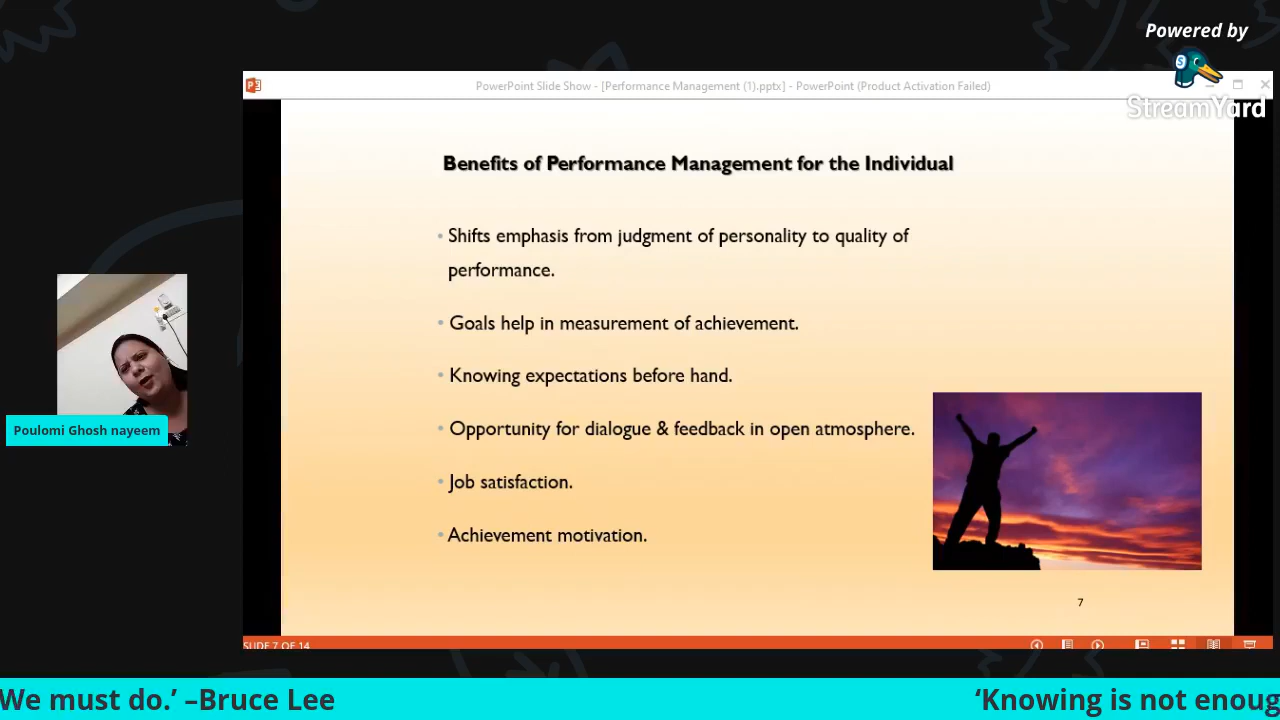 Powered by
StreamYard
PowerPoint Slide Show - [Performance Management (1).pptx] - PowerPoint (Product Activation Failed)
Benefits of Performance Management for the Individual
• Shifts emphasis from judgment of personality to quality of
performance.
• Goals help in measurement of achievement.
• Knowing expectations before hand.
• Opportunity for dialogue & feedback in open atmosphere.
• Job satisfaction.
• Achievement motivation.
7
SLIDE 7 OF 14
Poulomi Ghosh nayeem
We must do.’ –Bruce Lee
‘Knowing is not enoug